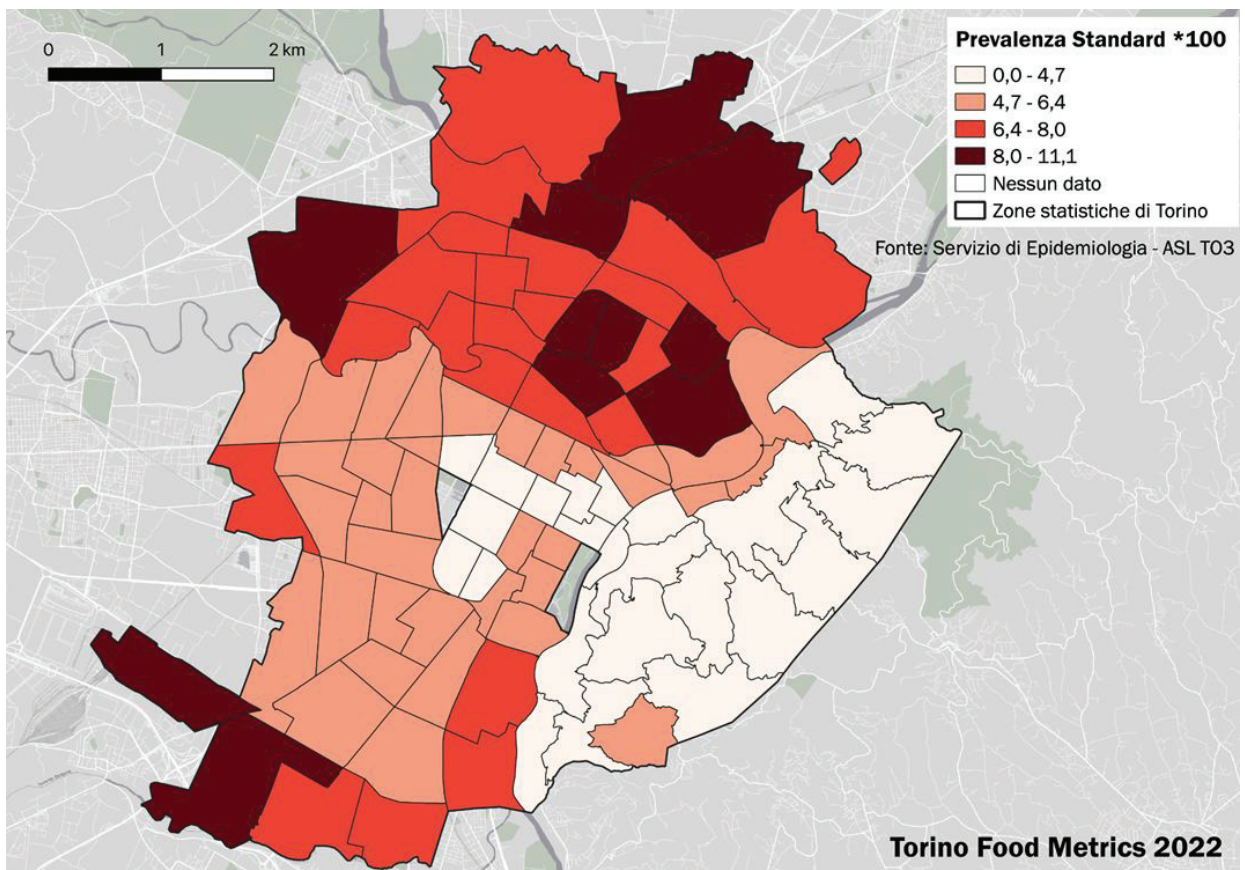 0 1 2 km
Prevalenza Standard *100
0,0 - 4,7
4,7 - 6,4
6,4 - 8,0
8,0 - 11,1
Nessun dato
Zone statistiche di Torino
Fonte: Servizio di Epidemiologia - ASL TO3
Torino Food Metrics 2022